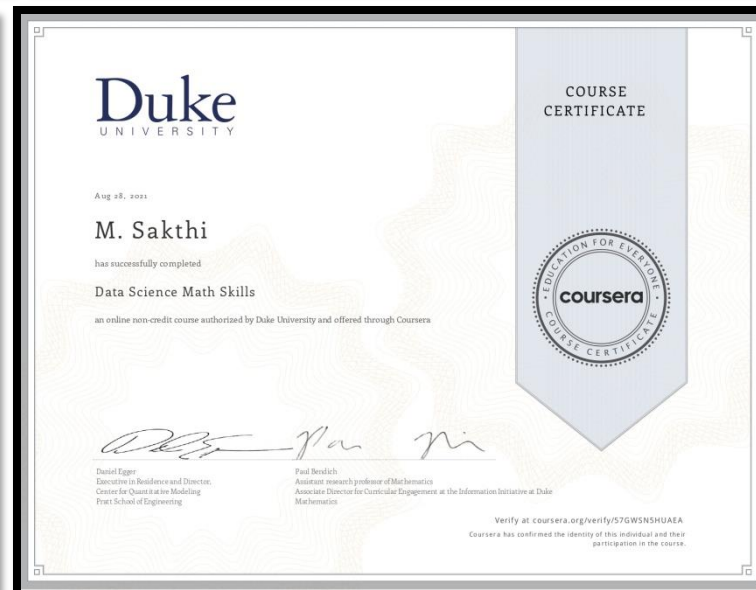 Duke
UNIVERSITY
Aug 28, 2021
M. Sakthi
has successfully completed
Data Science Math Skills
an online non-credit course authorized by Duke University and offered through Coursera
Daniel Egger
Executive in Residence and Director,
Center for Quantitative Modeling
Pratt School of Engineering
Paul Bendich
Assistant research professor of Mathematics
Associate Director for Curricular Engagement at the Information Initiative at Duke
Mathematics
COURSE
CERTIFICATE
EDUCATION FOR EVERYONE
coursera
COURSE CERTIFICATE
Verify at coursera.org/verify/57GWSN5HUAEA
Coursera has confirmed the identity of this individual and their
participation in the course.